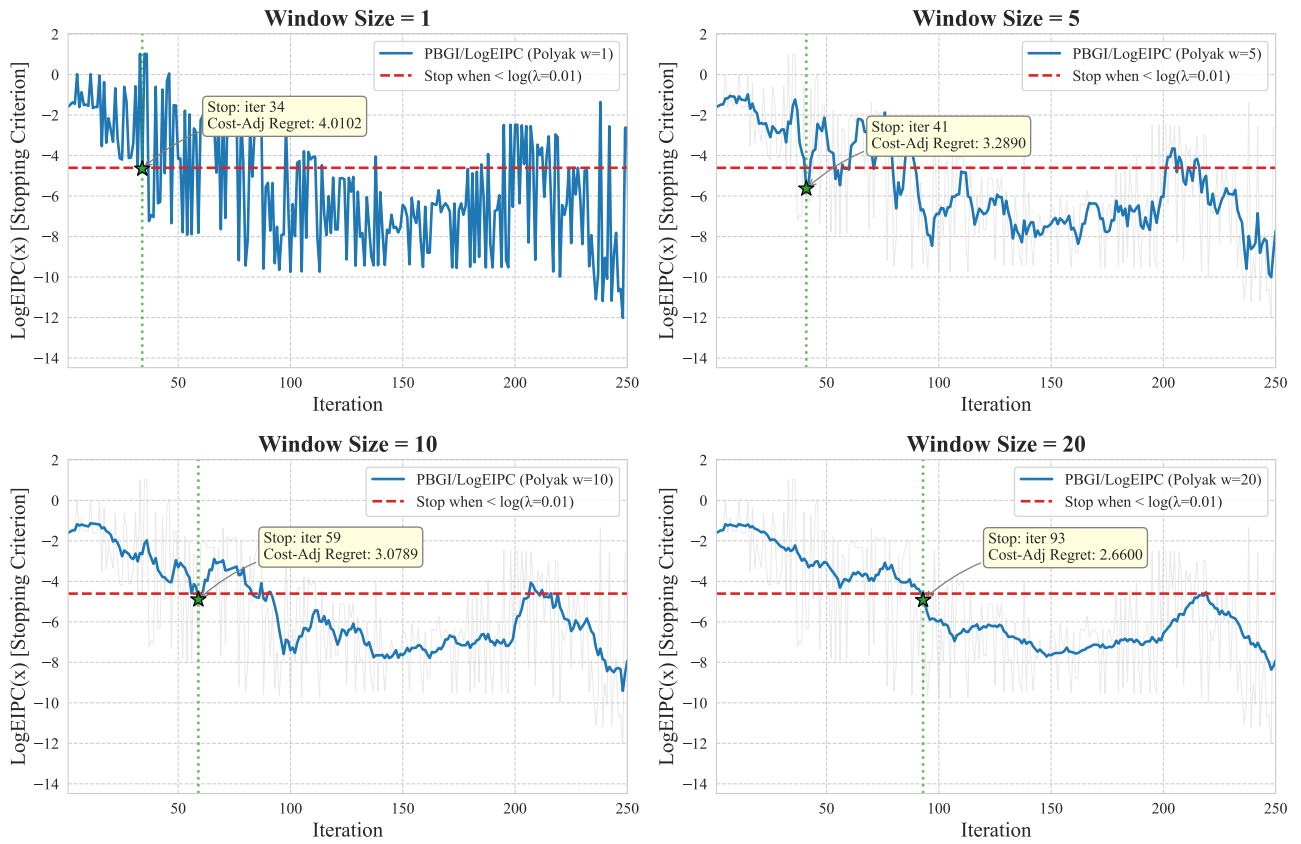 Window Size = 1
LogEIPC(x) [Stopping Criterion]
2
0
−2
−4
−6
−8
−10
−12
−14
PBGI/LogEIPC (Polyak w=1)
Stop when < log(λ=0.01)
Stop: iter 34
Cost-Adj Regret: 4.0102
50
100
150
200
250
Iteration
Window Size = 5
LogEIPC(x) [Stopping Criterion]
2
0
−2
−4
−6
−8
−10
−12
−14
PBGI/LogEIPC (Polyak w=5)
Stop when < log(λ=0.01)
Stop: iter 41
Cost-Adj Regret: 3.2890
50
100
150
200
250
Iteration
Window Size = 10
LogEIPC(x) [Stopping Criterion]
2
0
−2
−4
−6
−8
−10
−12
−14
PBGI/LogEIPC (Polyak w=10)
Stop when < log(λ=0.01)
Stop: iter 59
Cost-Adj Regret: 3.0789
50
100
150
200
250
Iteration
Window Size = 20
LogEIPC(x) [Stopping Criterion]
2
0
−2
−4
−6
−8
−10
−12
−14
PBGI/LogEIPC (Polyak w=20)
Stop when < log(λ=0.01)
Stop: iter 93
Cost-Adj Regret: 2.6600
50
100
150
200
250
Iteration